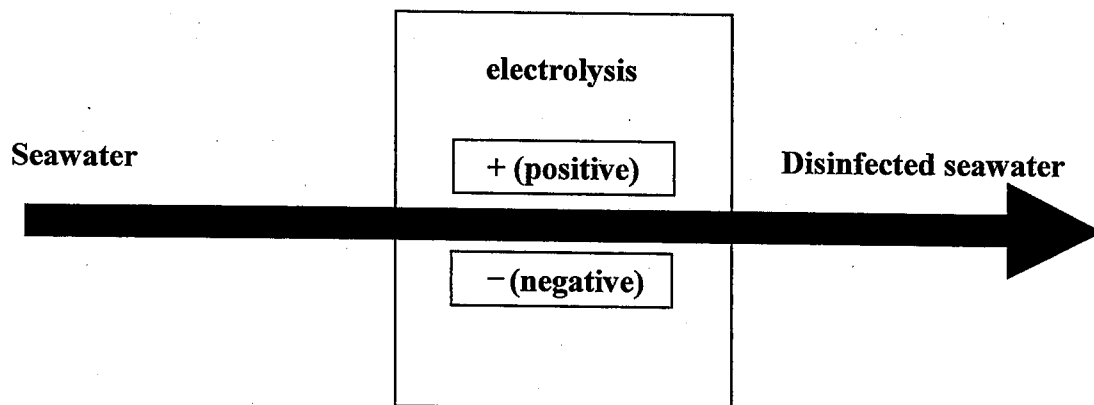 electrolysis
Seawater
+ (positive)
Disinfected seawater
− (negative)